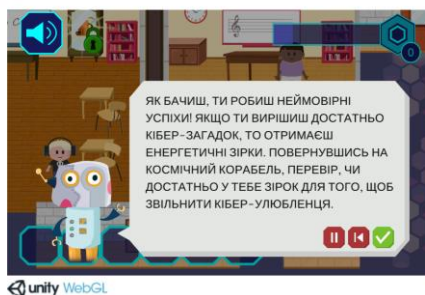 ЯК БАЧИШ, ТИ РОБИШ НЕЙМОВІРНІ
УСПІХИ! ЯКЩО ТИ ВИРІШИШ ДОСТАТНЬО
КІБЕР-ЗАГАДОК, ТО ОТРИМАЄШ
ЕНЕРГЕТИЧНІ ЗІРКИ. ПОВЕРНУВШИСЬ НА
КОСМІЧНИЙ КОРАБЕЛЬ, ПЕРЕВІР, ЧИ
ДОСТАТНЬО У ТЕБЕ ЗІРОК ДЛЯ ТОГО, ЩОБ
ЗВІЛЬНИТИ КІБЕР-УЛЮБЛЕНЦЯ.
0
unity WebGL